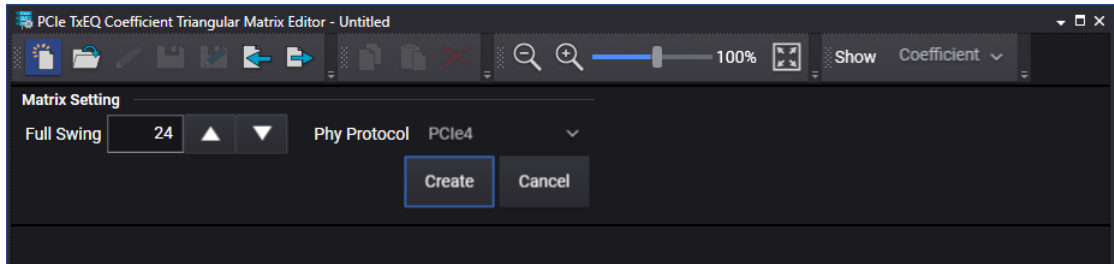 PCIe TxEQ Coefficient Triangular Matrix Editor - Untitled
100% Show Coefficient
Matrix Setting
Full Swing 24 Phy Protocol PCIe4
Create Cancel